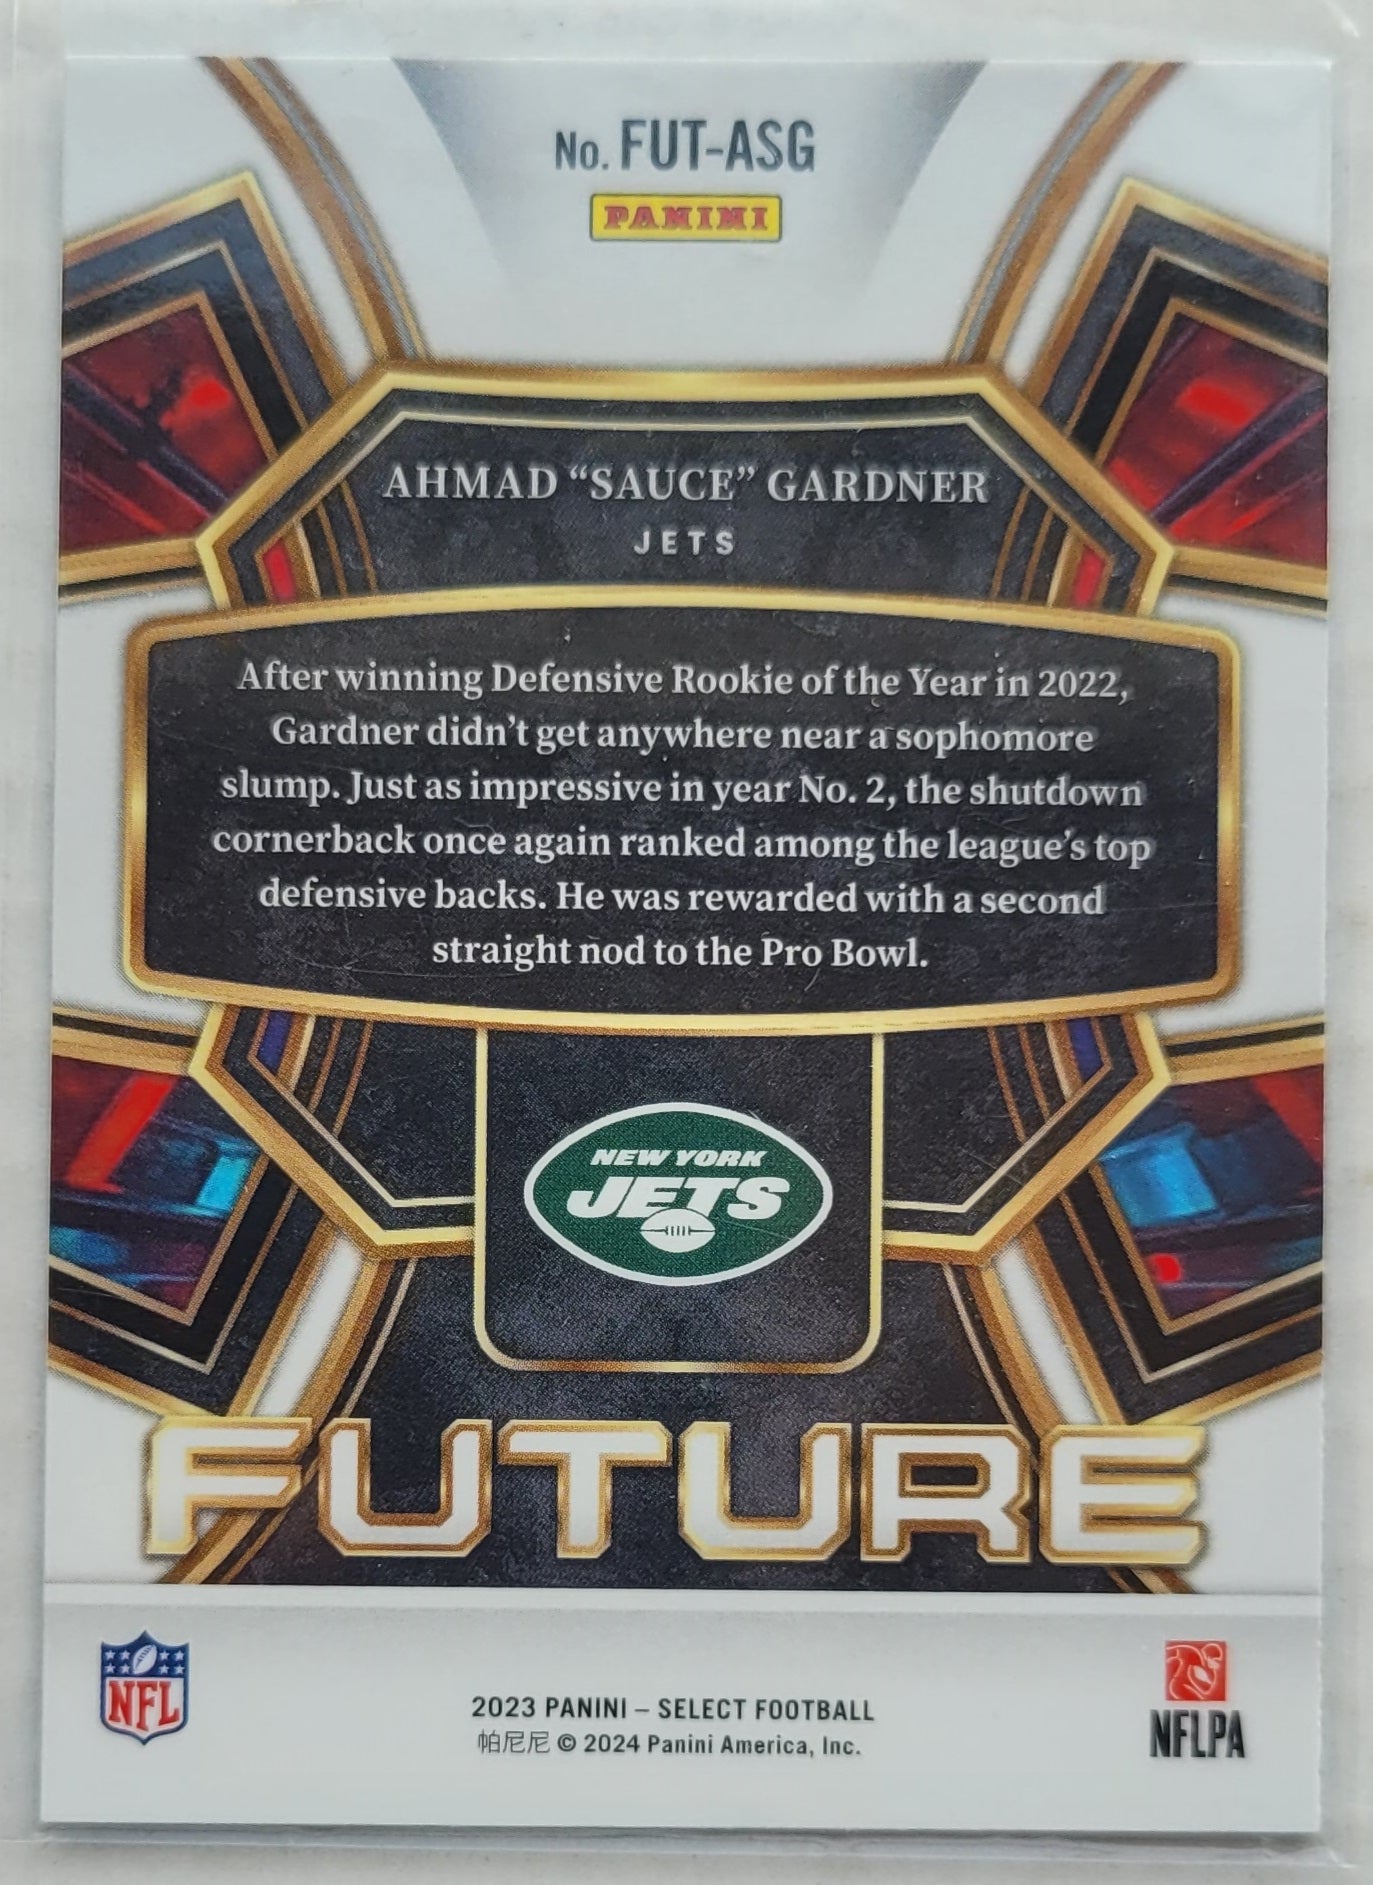 No. FUT-ASG
PANINI
AHMAD “SAUCE” GARDNER
JETS
After winning Defensive Rookie of the Year in 2022,
Gardner didn’t get anywhere near a sophomore
slump. Just as impressive in year No. 2, the shutdown
cornerback once again ranked among the league’s top
defensive backs. He was rewarded with a second
straight nod to the Pro Bowl.
NEW YORK
JETS
FUTURE
NFL
2023 PANINI – SELECT FOOTBALL
帕尼尼 © 2024 Panini America, Inc.
NFLPA